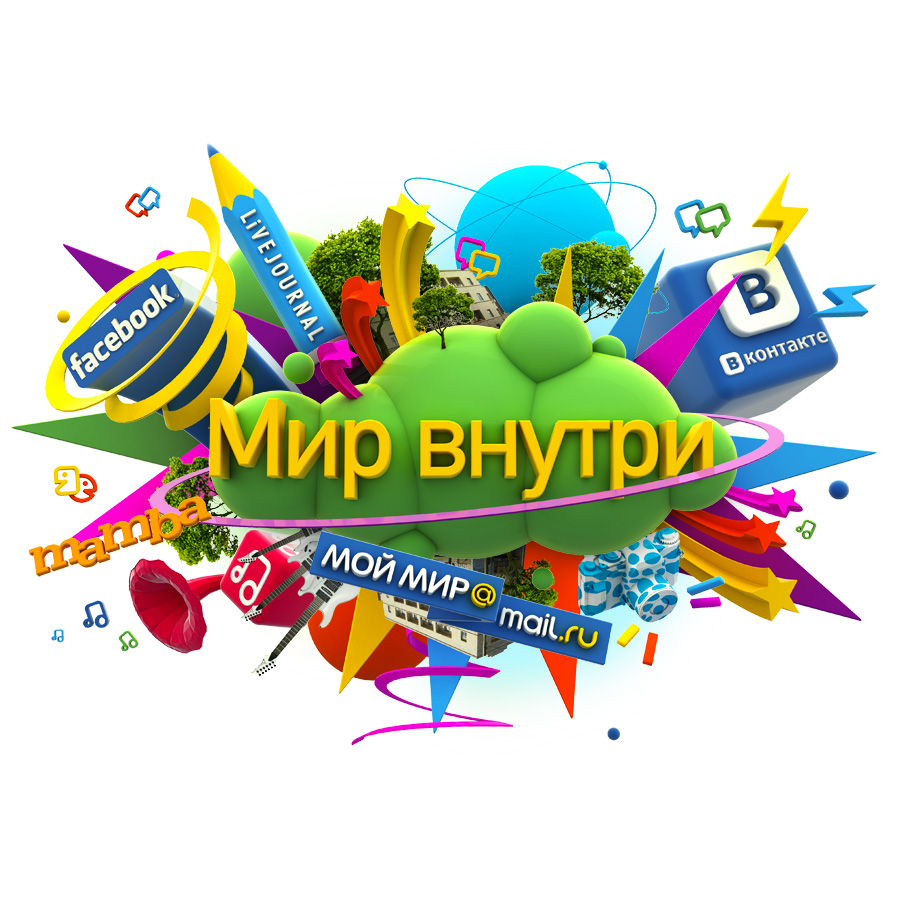 LiVEJOURNAL
facebook
B
B контакте
Мир внутри
mamba
МОЙ МИР@
mail.ru